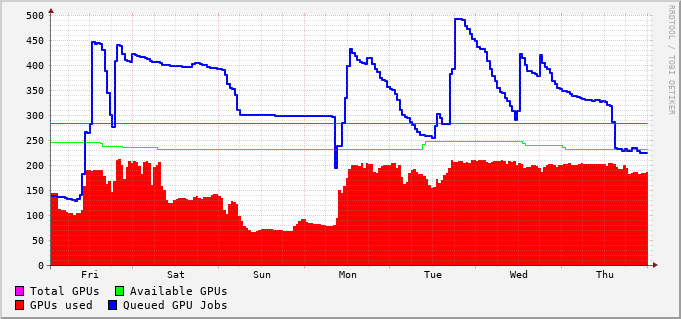 500
450
400
350
300
250
200
150
100
50
0
Fri Sat Sun Mon Tue Wed Thu
Total GPUs Available GPUs
GPUs used Queued GPU Jobs
RRDTOOL / TOBI OETIKER